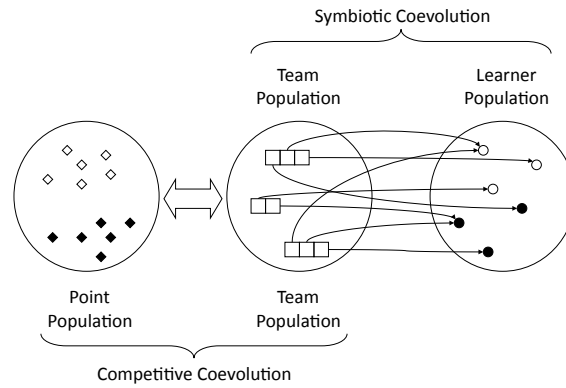 Symbiotic Coevolution
Team
Population
Learner
Population
Point
Population
Team
Population
Competitive Coevolution